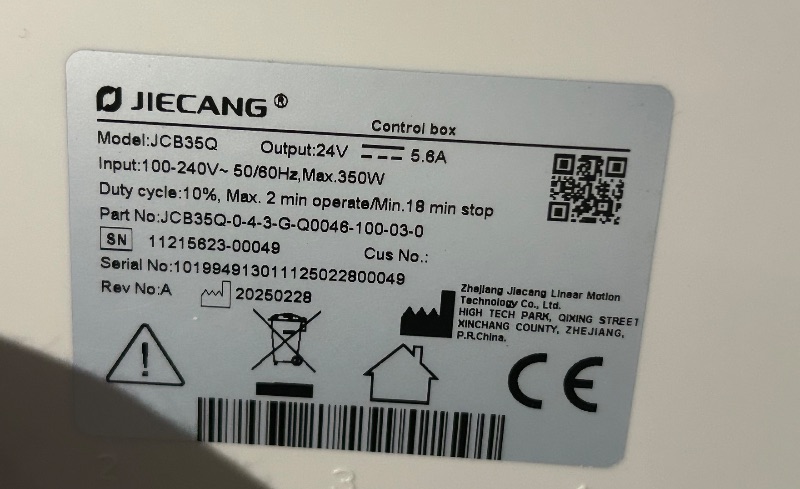 JIECANG®
Control box
Model:JCB35Q Output:24V 5.6A
Input:100-240V~ 50/60Hz,Max.350W
Duty cycle:10%, Max. 2 min operate/Min.18 min stop
Part No:JCB35Q-0-4-3-G-Q0046-100-03-0
SN 11215623-00049 Cus No.:
Serial No:10199491301112502280​0049
Rev No:A 20250228
Zhejiang Jiecang Linear Motion
Technology Co., Ltd.
HIGH TECH PARK, QIXING STREET
XINCHANG COUNTY, ZHEJIANG,
P.R.China.
CE
3